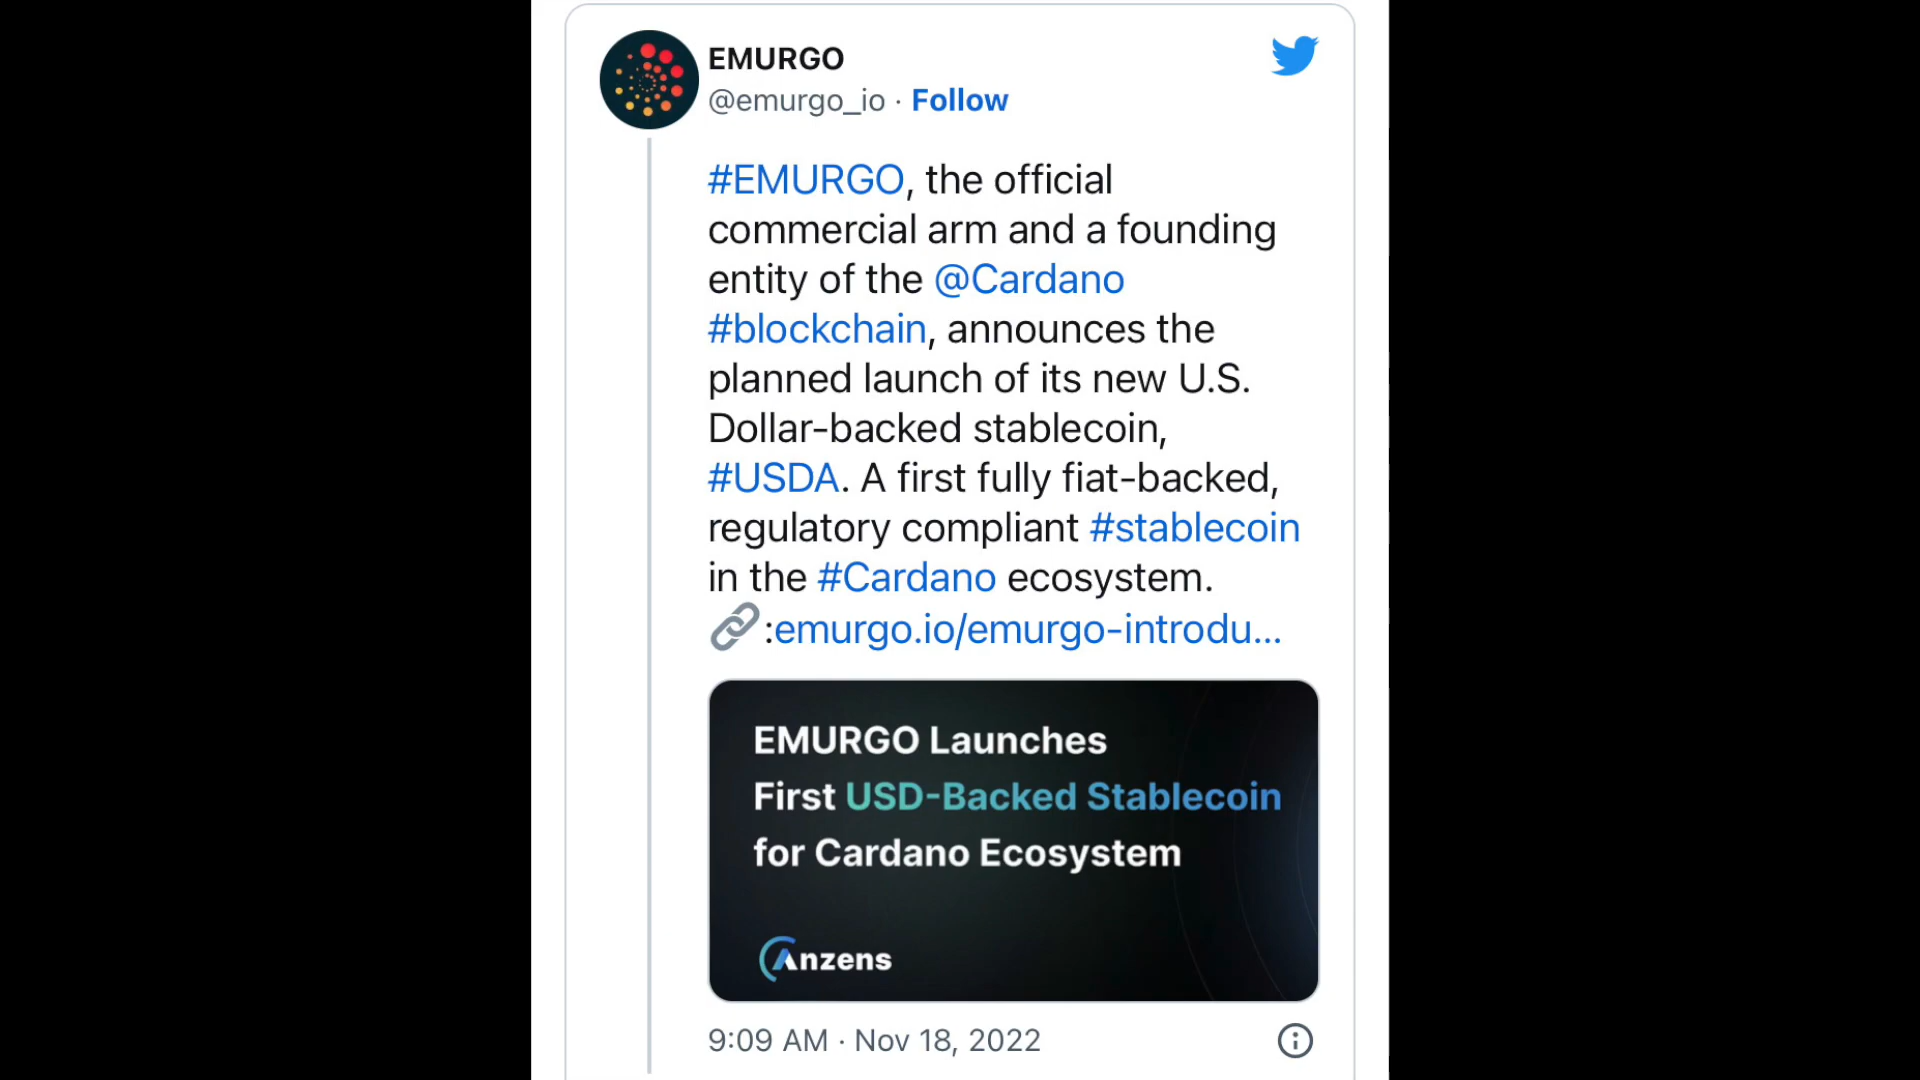 EMURGO
@emurgo_io · Follow
#EMURGO, the official
commercial arm and a founding
entity of the @Cardano
#blockchain, announces the
planned launch of its new U.S.
Dollar-backed stablecoin,
#USDA. A first fully fiat-backed,
regulatory compliant #stablecoin
in the #Cardano ecosystem.
🔗:emurgo.io/emurgo-introdu...
EMURGO Launches
First USD-Backed Stablecoin
for Cardano Ecosystem
Anzens
9:09 AM · Nov 18, 2022